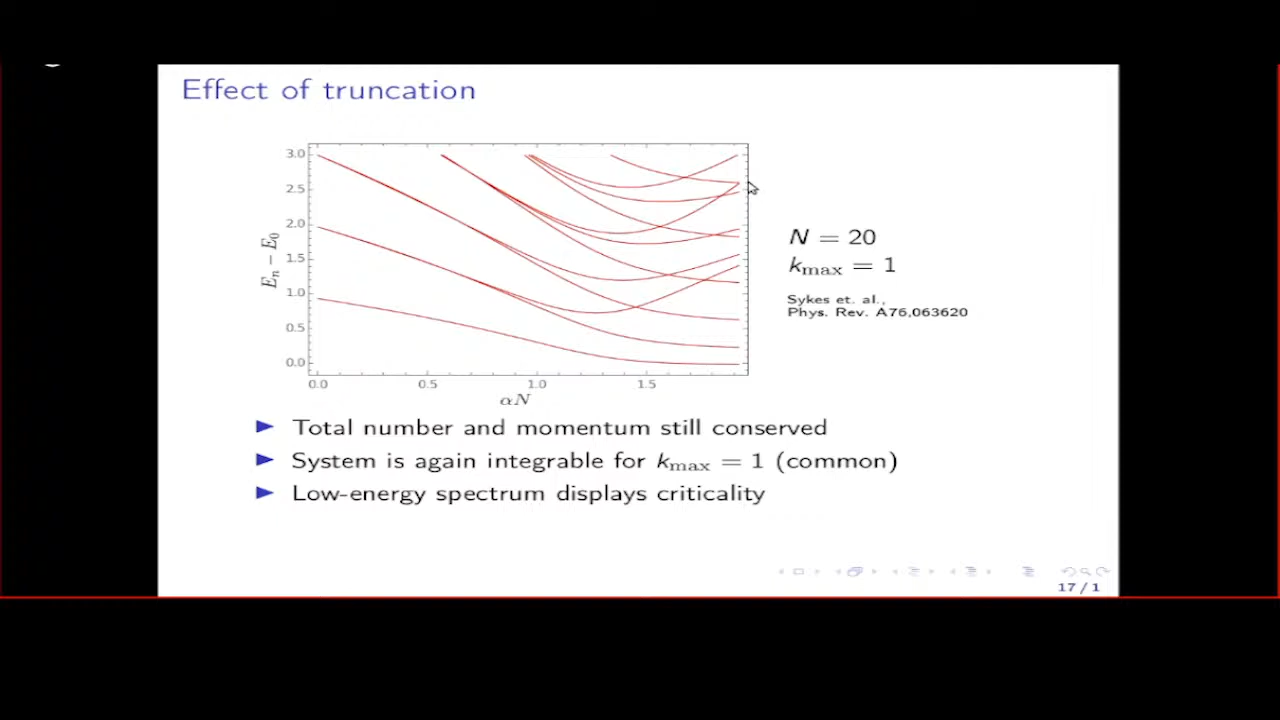 Effect of truncation
3.0
2.5
2.0
1.5
1.0
0.5
0.0
E_n − E_0
0.0 0.5 1.0 1.5
αN
N = 20
k_max = 1
Sykes et. al.,
Phys. Rev. A76,063620
▶ Total number and momentum still conserved
▶ System is again integrable for k_max = 1 (common)
▶ Low-energy spectrum displays criticality
17 / 1